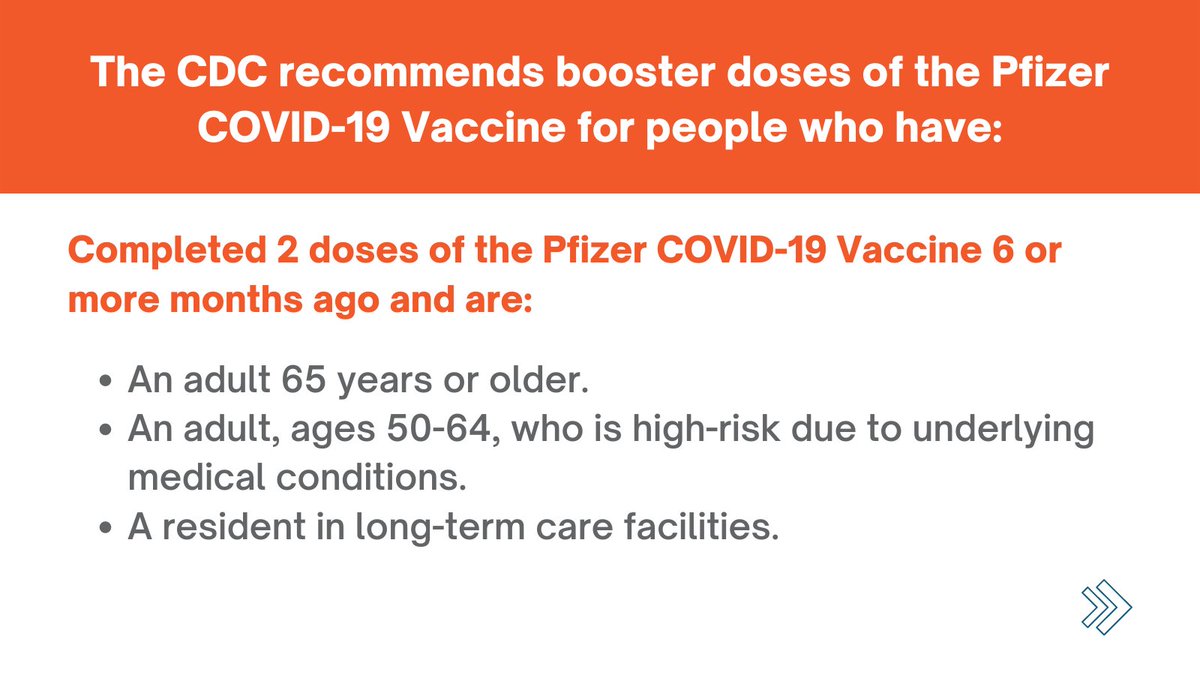 The CDC recommends booster doses of the Pfizer
COVID-19 Vaccine for people who have:
Completed 2 doses of the Pfizer COVID-19 Vaccine 6 or
more months ago and are:
• An adult 65 years or older.
• An adult, ages 50-64, who is high-risk due to underlying
medical conditions.
• A resident in long-term care facilities.